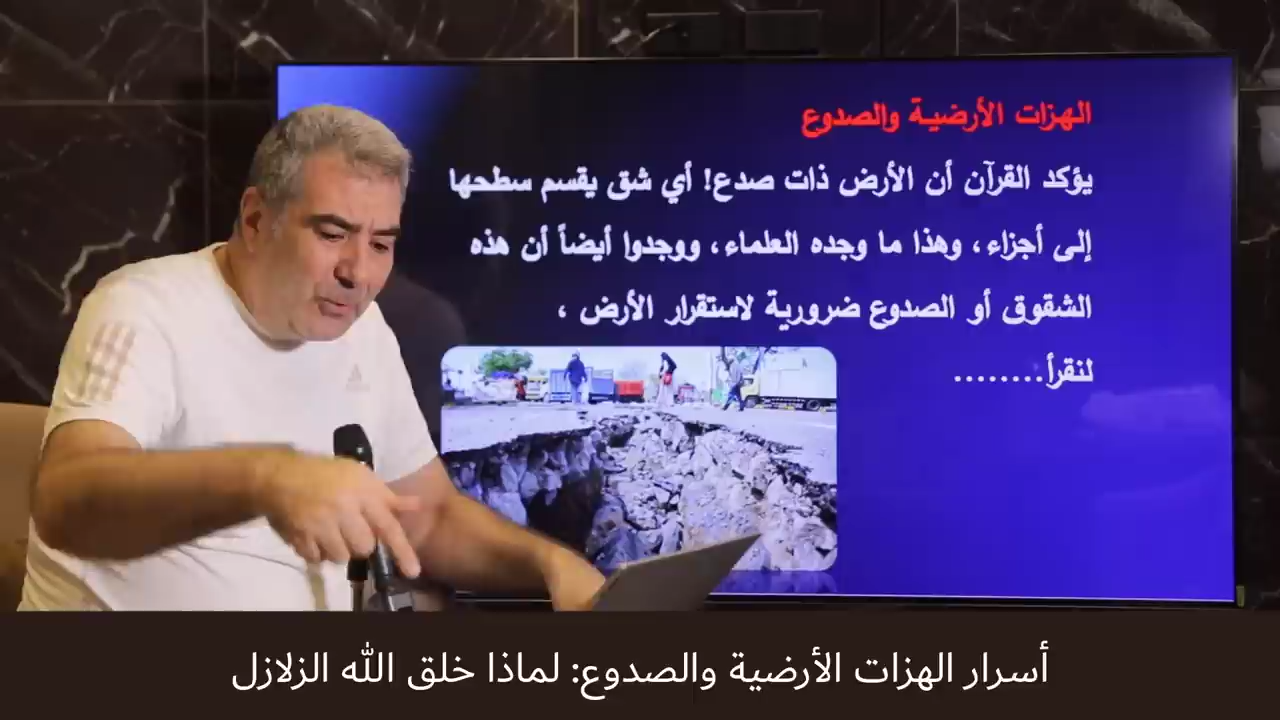 الهزات الأرضية والصدوع
يؤكد القرآن أن الأرض ذات صدع! أي شق يقسم سطحها
إلى أجزاء، وهذا ما وجده العلماء، ووجدوا أيضاً أن هذه
الشقوق أو الصدوع ضرورية لاستقرار الأرض ،
لنقرأ........
أسرار الهزات الأرضية والصدوع: لماذا خلق الله الزلازل